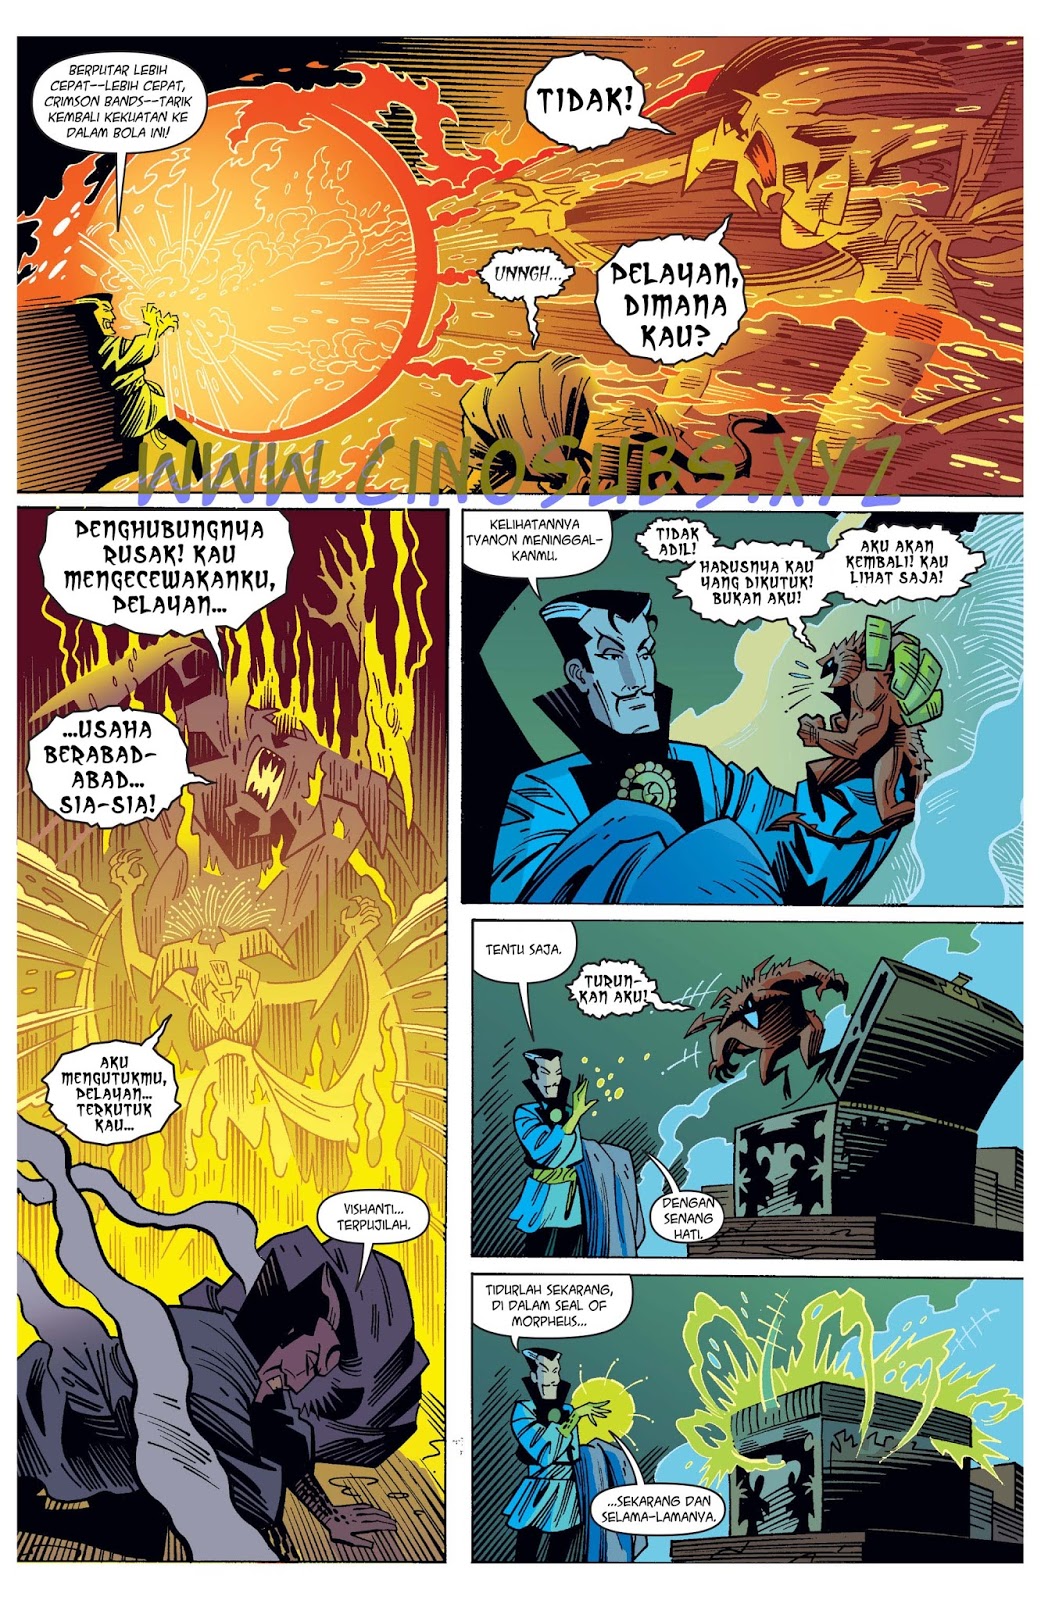 BERPUTAR LEBIH
CEPAT--LEBIH CEPAT,
CRIMSON BANDS--TARIK
KEMBALI KEKUATAN KE
DALAM BOLA INI!
TIDAK!
UNNGH...
PELAYAN,
DIMANA
KAU?
WWW.CINOSUBS.XYZ
PENGHUBUNGNYA
RUSAK! KAU
MENGECEWAKANKU,
PELAYAN...
...USAHA
BERABAD-
ABAD...
SIA-SIA!
AKU
MENGUTUKMU,
PELAYAN...
TERKUTUK
KAU...
VISHANTI...
TERPUJILAH.
KELIHATANNYA
TYANON MENINGGAL-
KANMU.
TIDAK
ADIL!
HARUSNYA KAU
YANG DIKUTUK!
BUKAN AKU!
AKU AKAN
KEMBALI! KAU
LIHAT SAJA!
TENTU SAJA.
TURUN-
KAN AKU!
DENGAN
SENANG
HATI.
TIDURLAH SEKARANG,
DI DALAM SEAL OF
MORPHEUS...
...SEKARANG DAN
SELAMA-LAMANYA.